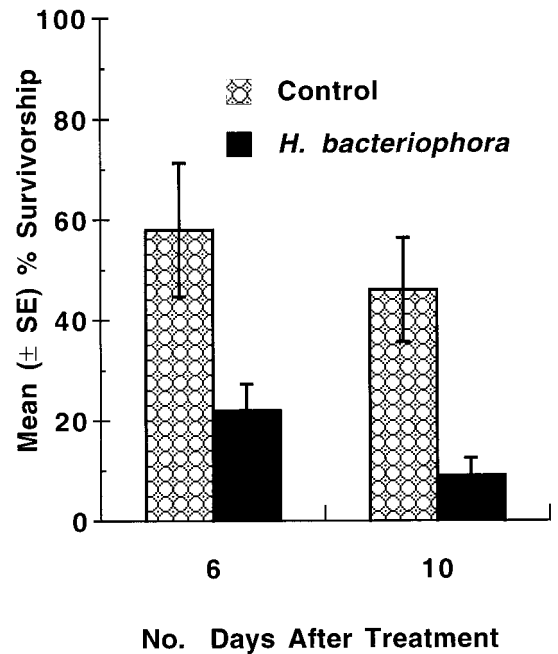 100
80
60
40
20
0
Mean (± SE) % Survivorship
Control
H. bacteriophora
6 10
No. Days After Treatment